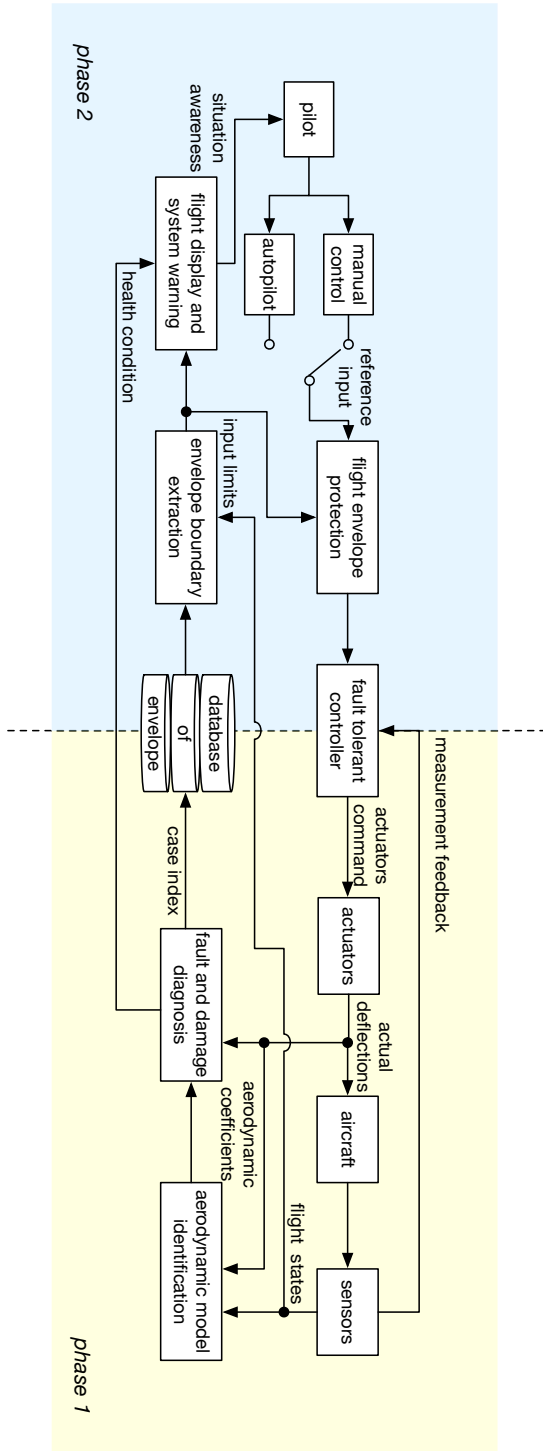 measurement feedback
pilot
manual
control
autopilot
reference
input
flight envelope
protection
fault tolerant
controller
actuators
command
actuators
actual
deflections
aircraft
sensors
situation
awareness
flight display and
system warning
input limits
envelope boundary
extraction
database
of
envelope
case index
fault and damage
diagnosis
aerodynamic
coefficients
flight states
aerodynamic model
identification
health condition
phase 2
phase 1